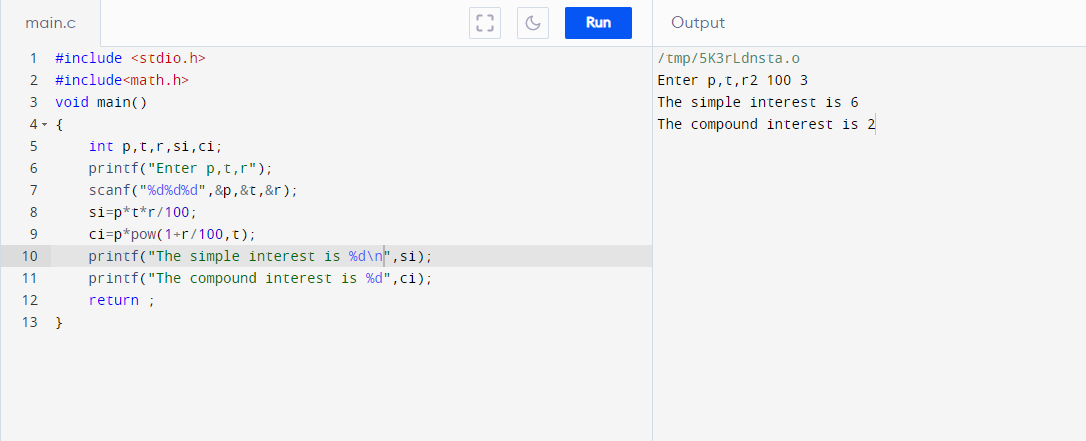 main.c
Run
Output
1 #include <stdio.h>
2 #include<math.h>
3 void main()
4 {
5     int p,t,r,si,ci;
6     printf("Enter p,t,r");
7     scanf("%d%d%d",&p,&t,&r);
8     si=p*t*r/100;
9     ci=p*pow(1+r/100,t);
10     printf("The simple interest is %d\n",si);
11     printf("The compound interest is %d",ci);
12     return ;
13 }
/tmp/5K3rLdnsta.o
Enter p,t,r2 100 3
The simple interest is 6
The compound interest is 2